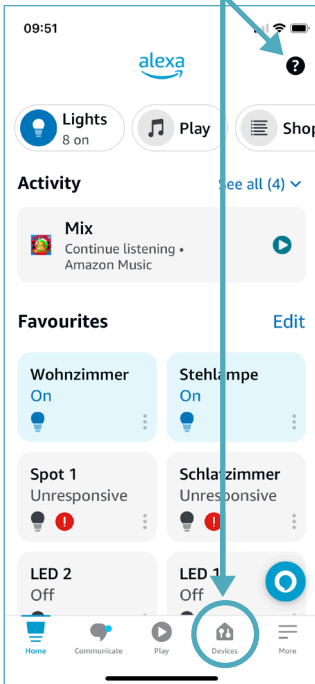 09:51
alexa
?
Lights
8 on
Play
Shop
Activity
See all (4)
Mix
Continue listening •
Amazon Music
Favourites
Edit
Wohnzimmer
On
Stehlampe
On
Spot 1
Unresponsive
Schlafzimmer
Unresponsive
LED 2
Off
LED 1
Off
Home
Communicate
Play
Devices
More